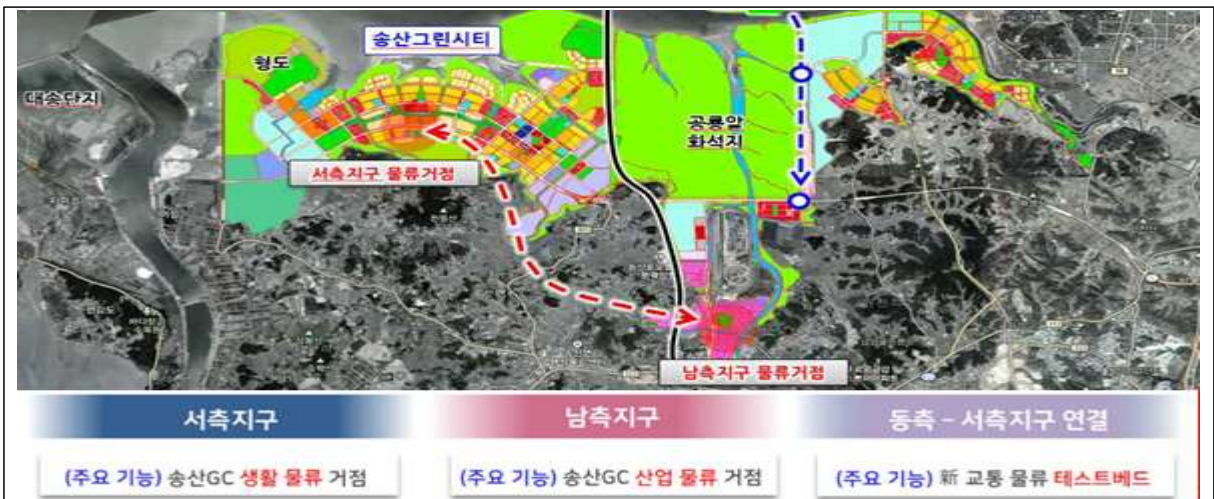 송산그린시티
형도
대송단지
공룡알
화석지
서측지구 물류거점
남측지구 물류거점
서측지구
남측지구
동측 – 서측지구 연결
(주요 기능) 송산GC 생활 물류 거점
(주요 기능) 송산GC 산업 물류 거점
(주요 기능) 新 교통 물류 테스트베드